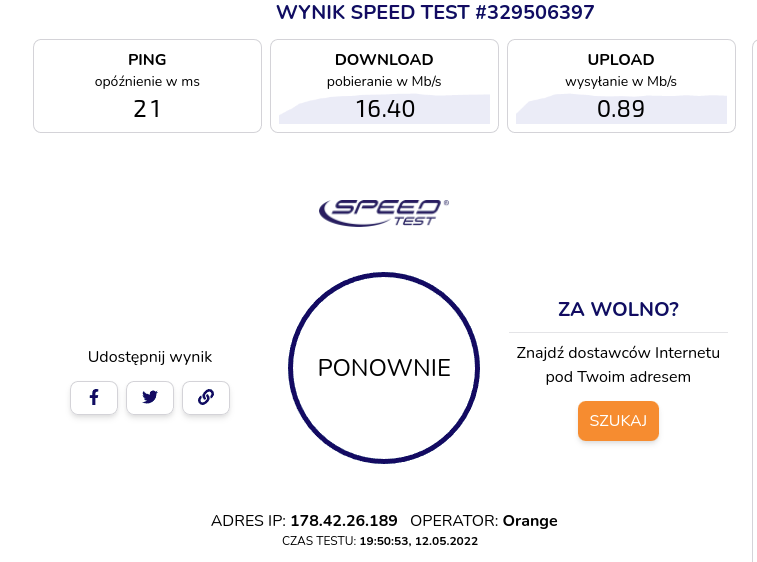 WYNIK SPEED TEST #329506397
PING
opóźnienie w ms
21
DOWNLOAD
pobieranie w Mb/s
16.40
UPLOAD
wysyłanie w Mb/s
0.89
SPEED®
TEST
Udostępnij wynik
PONOWNIE
ZA WOLNO?
Znajdź dostawców Internetu
pod Twoim adresem
SZUKAJ
ADRES IP: 178.42.26.189 OPERATOR: Orange
CZAS TESTU: 19:50:53, 12.05.2022